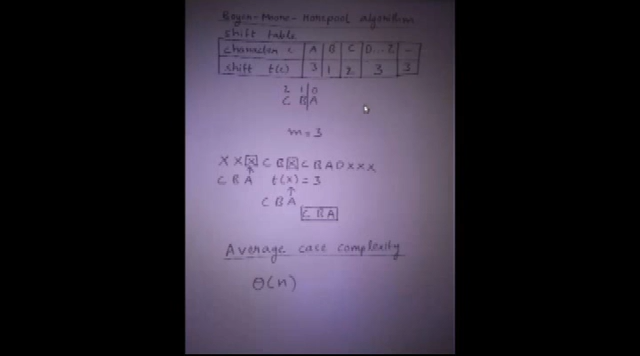 Boyer-Moore-Horspool algorithm
shift table
character c A B C D...Z -
shift t(c) 3 1 2 3 3
2 1 0
C B A
m = 3
X X X C B X C B A D X X X
C B A t(X) = 3
C B A
C B A
Average case complexity
Θ(n)